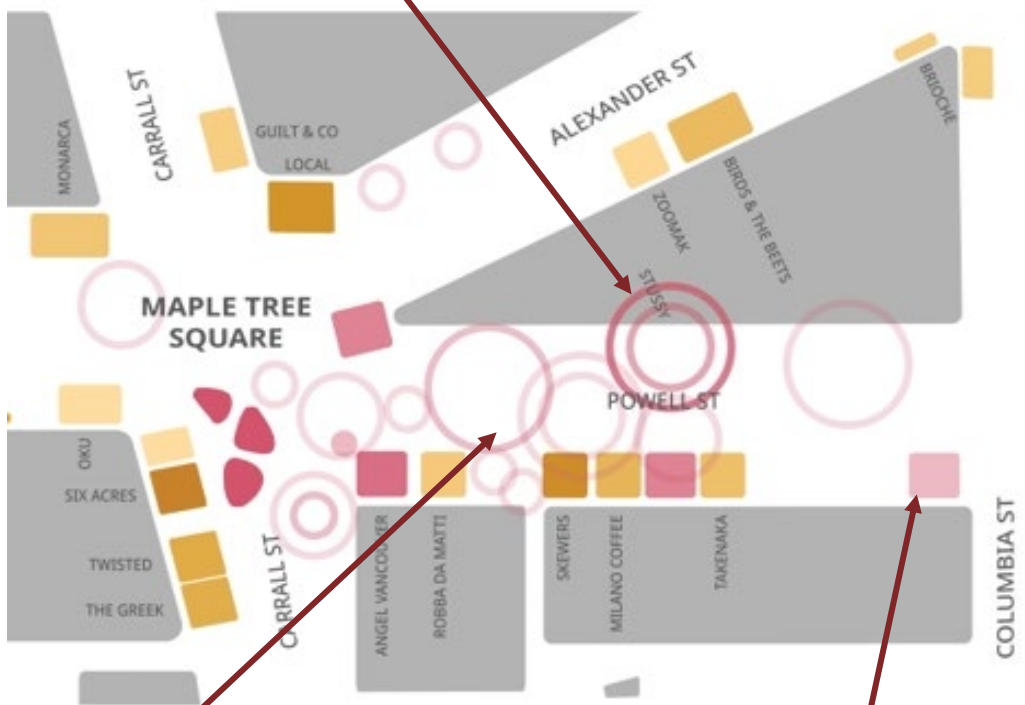 CARRALL ST
MONARCA
GUILT & CO
LOCAL
ALEXANDER ST
BRIOCHE
BIRDS & THE BEETS
ZOOMAK
STUSSY
MAPLE TREE
SQUARE
POWELL ST
OKU
SIX ACRES
TWISTED
THE GREEK
CARRALL ST
ANGEL VANCOUVER
ROBBA DA MATTI
SKEWERS
MILANO COFFEE
TAKENAKA
COLUMBIA ST